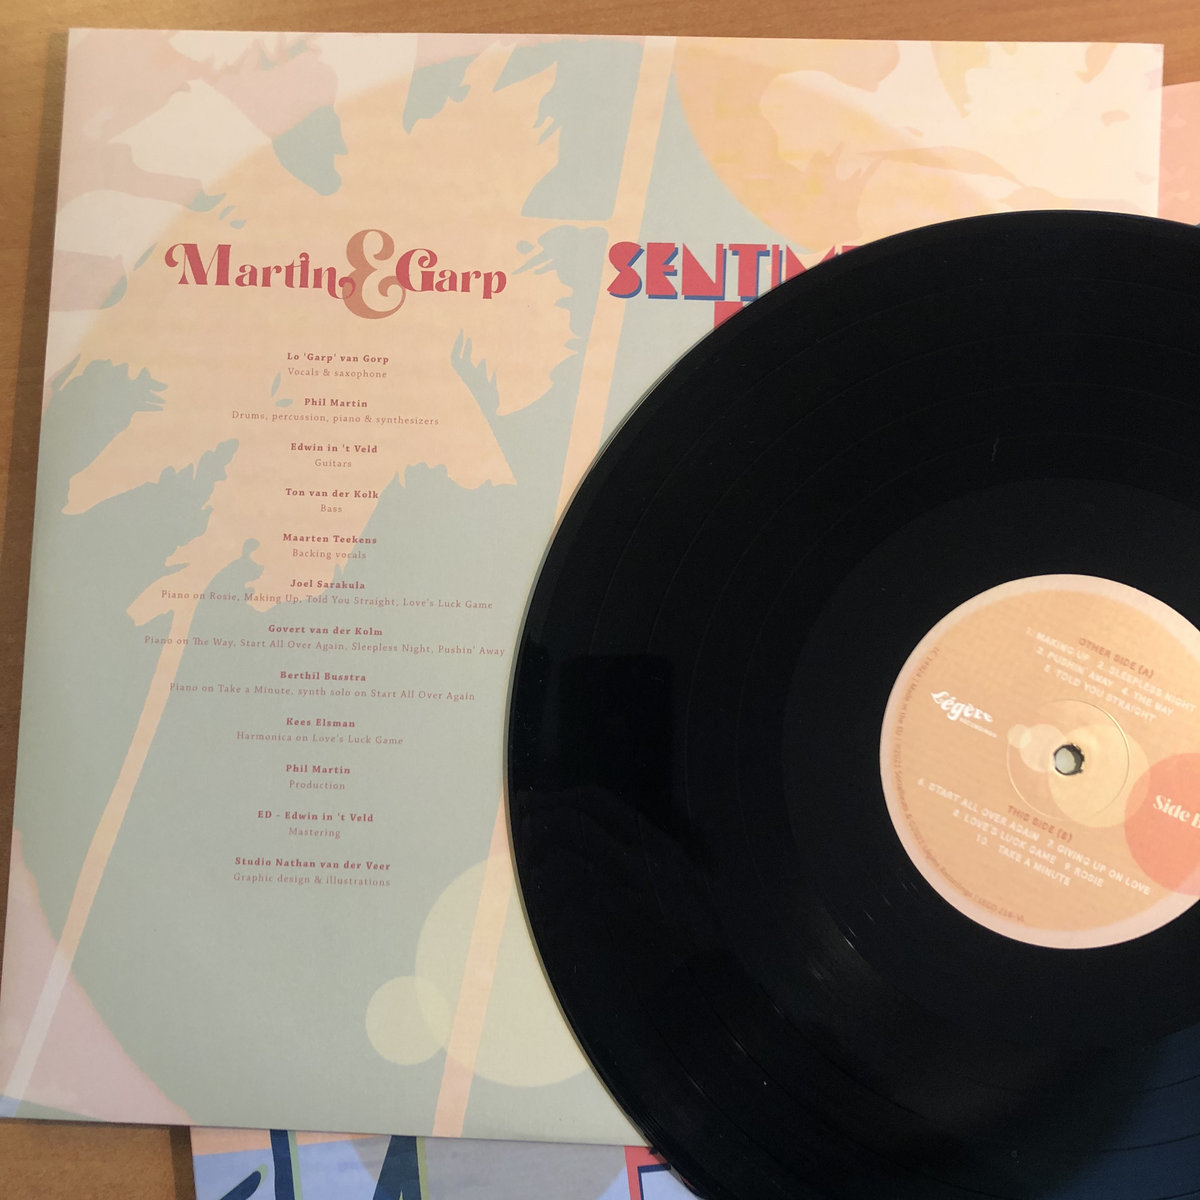 Martin & Garp
SENTIM
Lo 'Garp' van Gorp
Vocals & saxophone
Phil Martin
Drums, percussion, piano & synthesizers
Edwin in 't Veld
Guitars
Ton van der Kolk
Bass
Maarten Teekens
Backing vocals
Joel Sarakula
Piano on Rosie, Making Up, Told You Straight, Love's Luck Game
Govert van der Kolm
Piano on The Way, Start All Over Again, Sleepless Night, Pushin' Away
Berthil Busstra
Piano on Take a Minute, synth solo on Start All Over Again
Kees Elsman
Harmonica on Love's Luck Game
Phil Martin
Production
ED - Edwin in 't Veld
Mastering
Studio Nathan van der Veer
Graphic design & illustrations
OTHER SIDE (A)
1. MAKING UP 2. SLEEPLESS NIGHT
3. PUSHIN' AWAY 4. THE WAY
5. TOLD YOU STRAIGHT
Légère
RECORDINGS
Side B
THIS SIDE (B)
6. START ALL OVER AGAIN 7. GIVING UP ON LOVE
8. LOVE'S LUCK GAME 9. ROSIE
10. TAKE A MINUTE